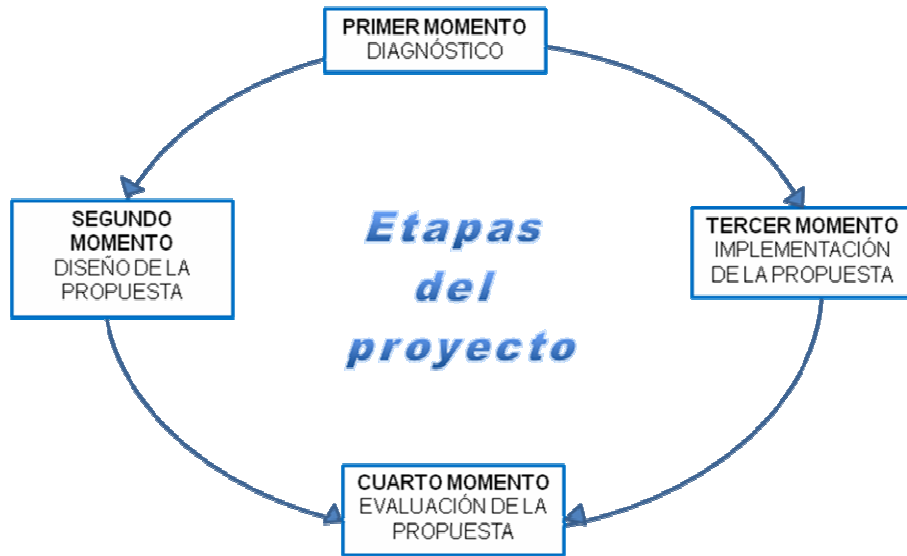 PRIMER MOMENTO
DIAGNÓSTICO
SEGUNDO
MOMENTO
DISEÑO DE LA
PROPUESTA
Etapas
del
proyecto
TERCER MOMENTO
IMPLEMENTACIÓN
DE LA PROPUESTA
CUARTO MOMENTO
EVALUACIÓN DE LA
PROPUESTA